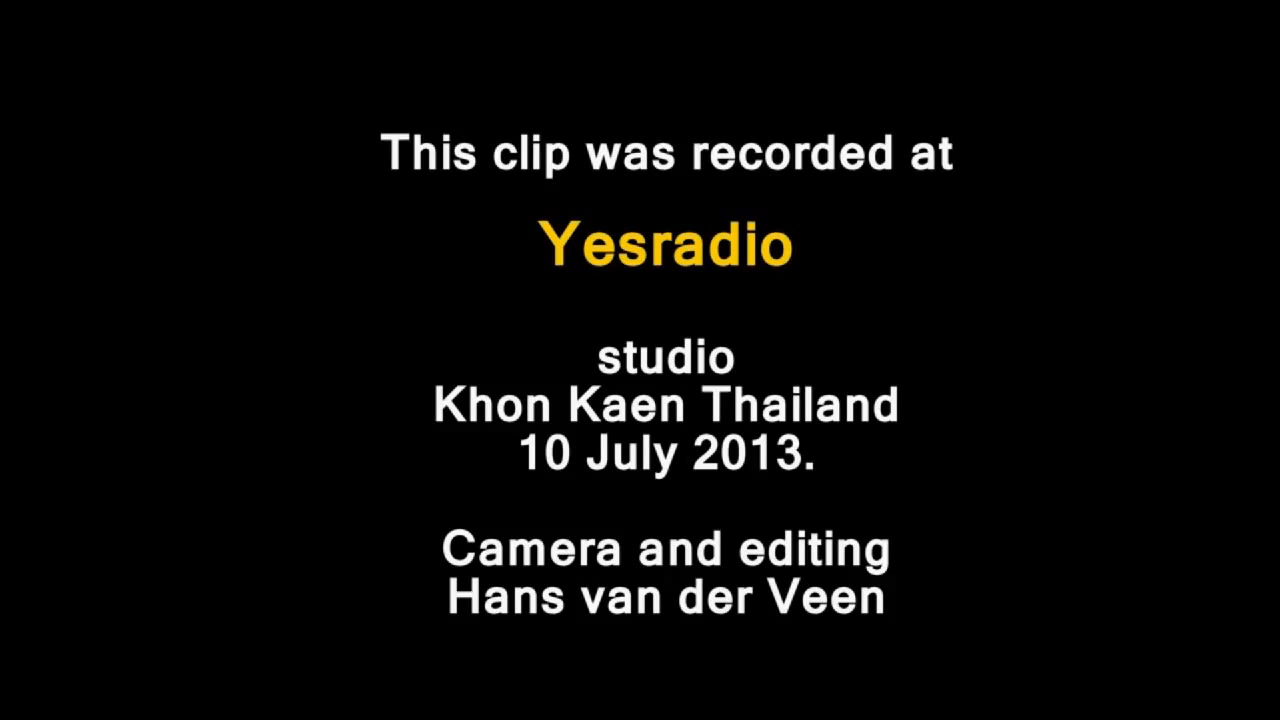 This clip was recorded at
Yesradio
studio
Khon Kaen Thailand
10 July 2013.
Camera and editing
Hans van der Veen